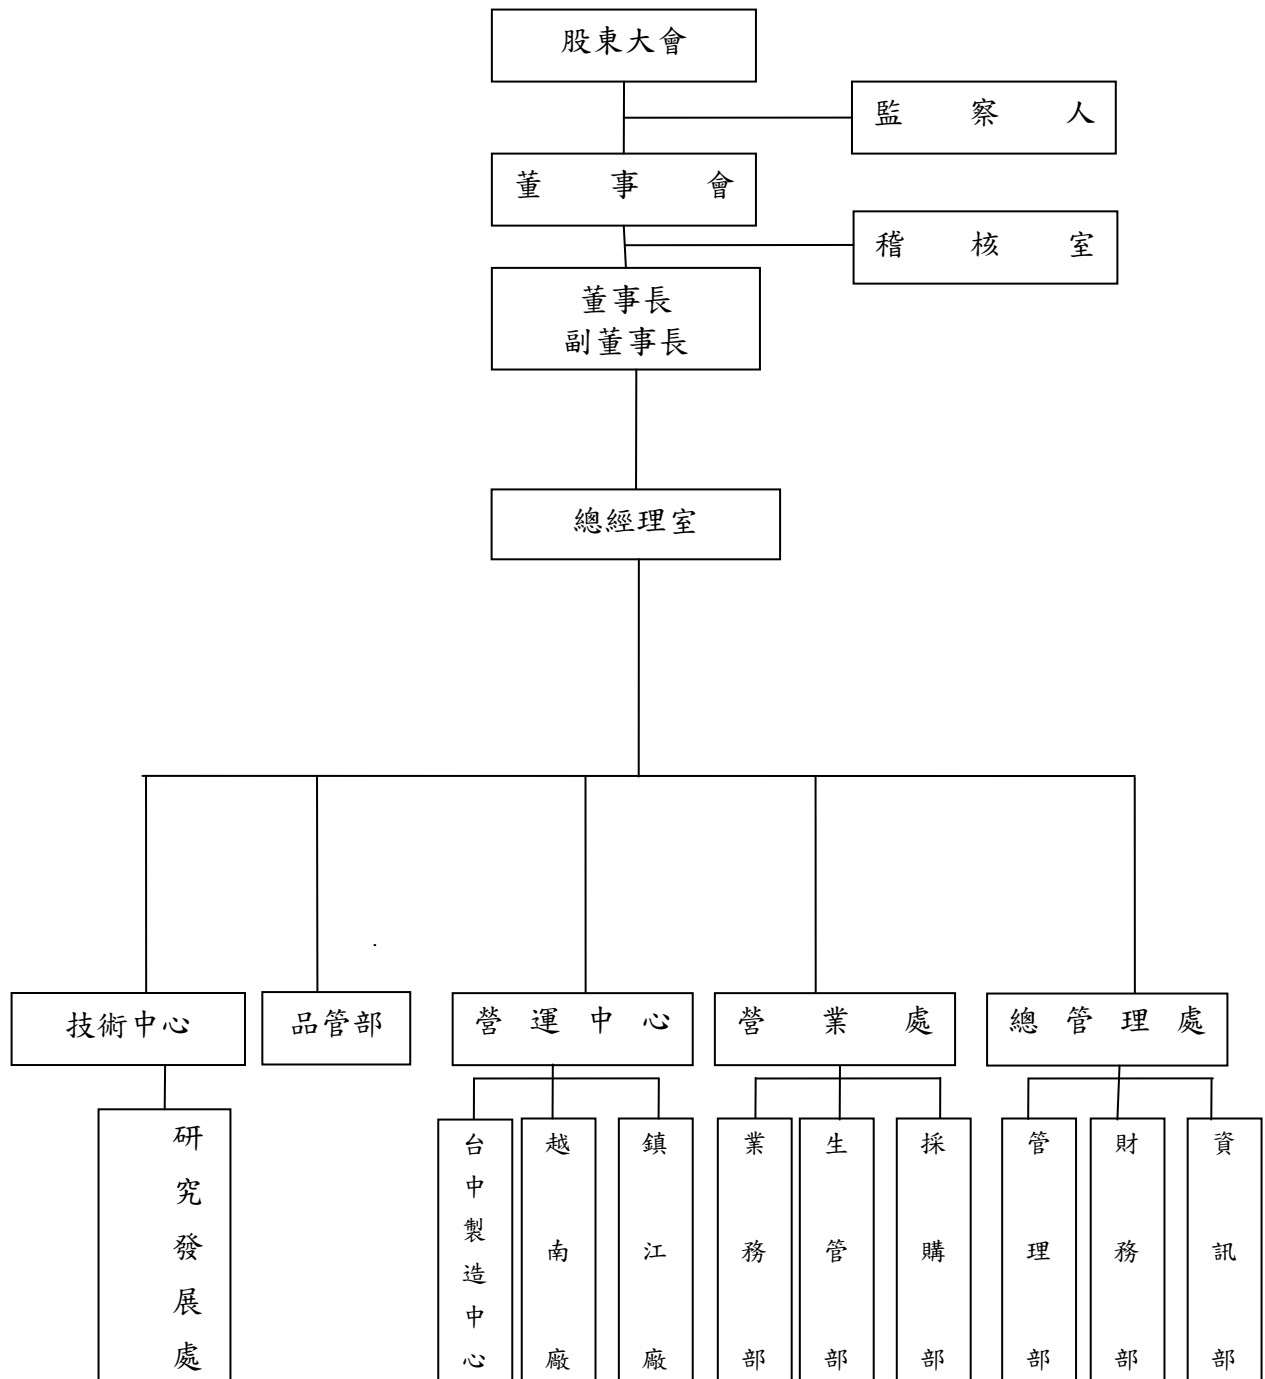 股東大會
監察人
董事會
稽核室
董事長
副董事長
總經理室
技術中心
品管部
營運中心
營業處
總管理處
研究發展處
台中製造中心
越南廠
鎮江廠
業務部
生管部
採購部
管理部
財務部
資訊部